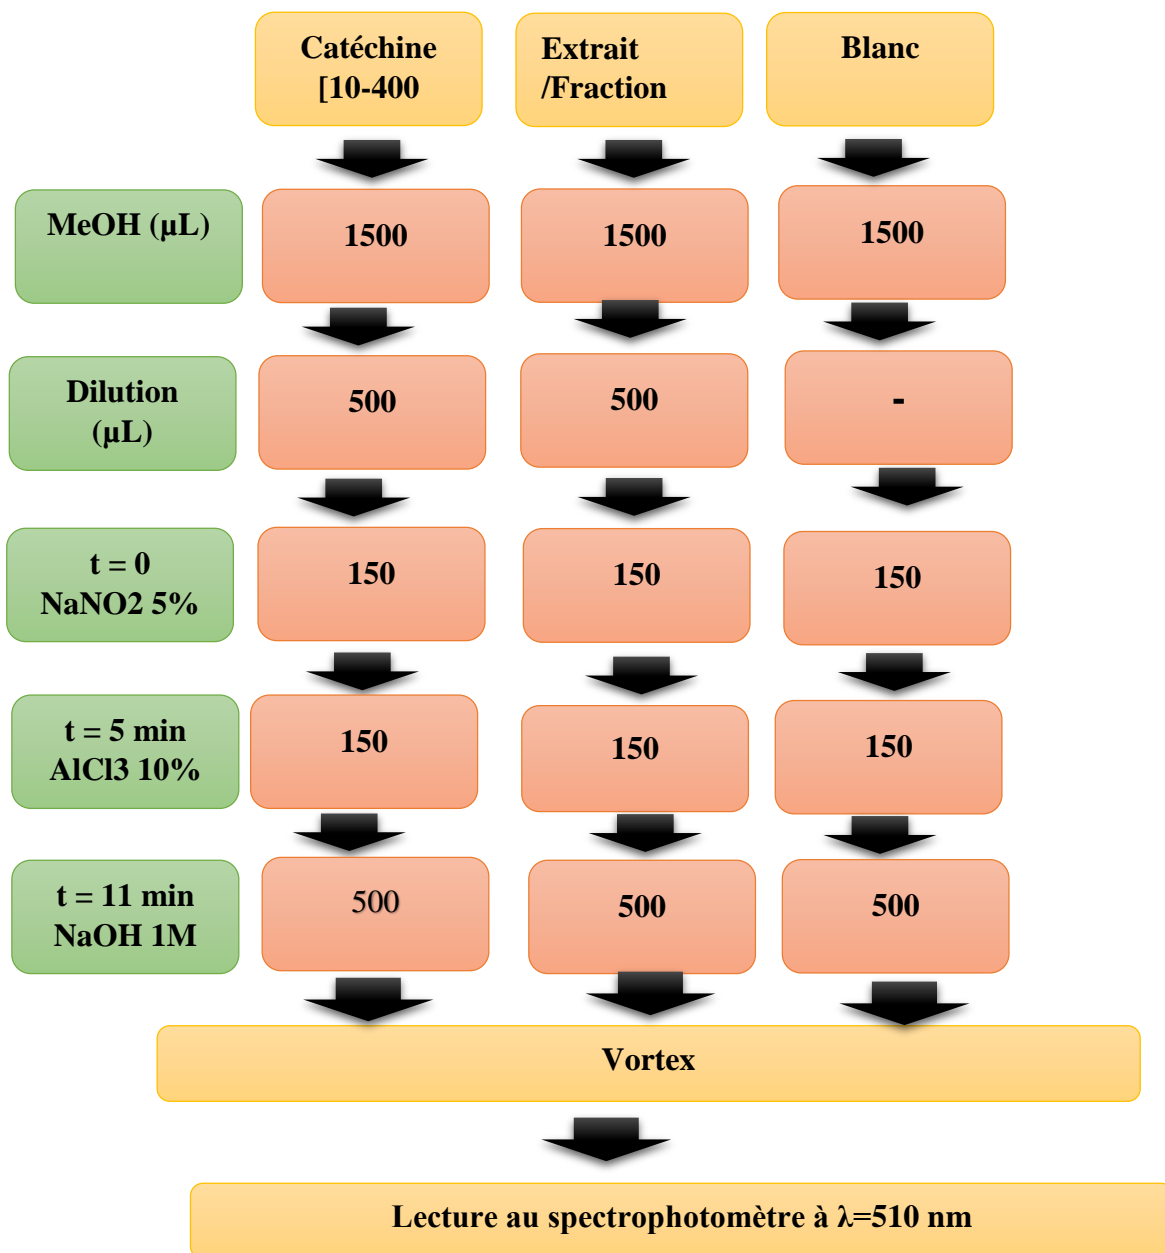 Catéchine
[10-400
Extrait
/Fraction
Blanc
MeOH (µL)
1500
1500
1500
Dilution
(µL)
500
500
-
t = 0
NaNO2 5%
150
150
150
t = 5 min
AlCl3 10%
150
150
150
t = 11 min
NaOH 1M
500
500
500
Vortex
Lecture au spectrophotomètre à λ=510 nm